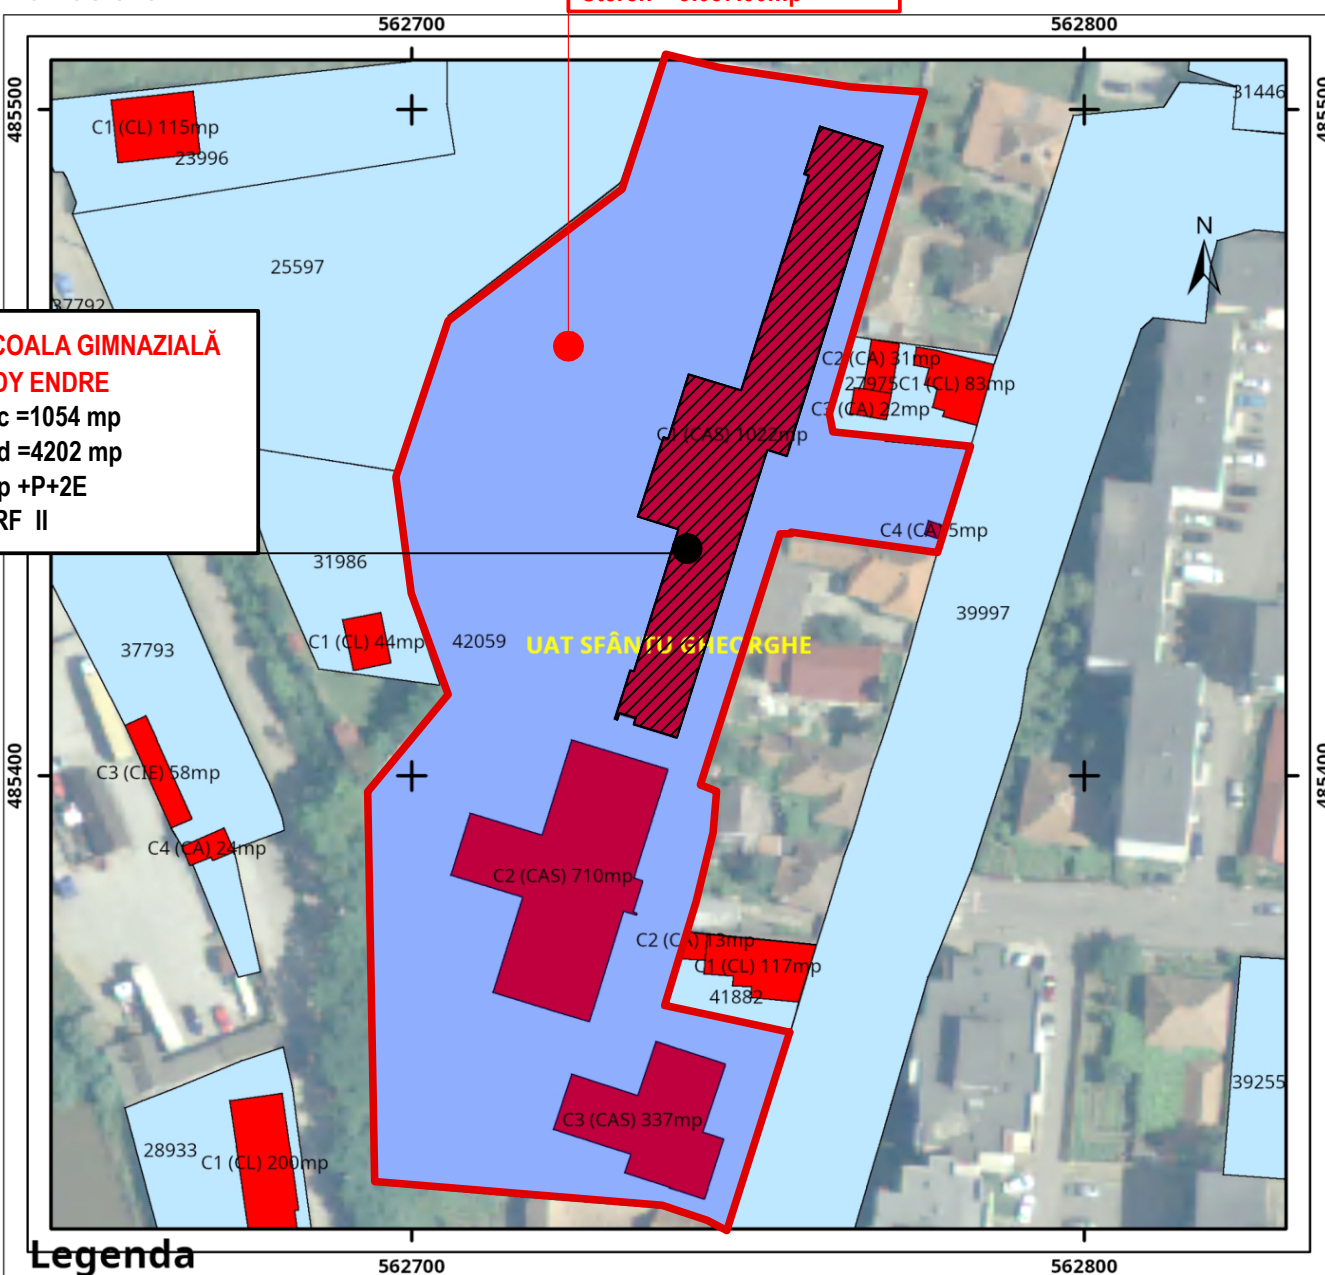 562700
562800
485500
485500
31446
C1 (CL) 115mp
23996
N
25597
37792
COALA GIMNAZIALĂ
DY ENDRE
c =1054 mp
d =4202 mp
p +P+2E
RF II
C2 (CA) 31mp
27975
C1 (CL) 83mp
C3 (CA) 22mp
C1 (CAS) 1022mp
C4 (CA) 5mp
31986
39997
C1 (CL) 44mp
42059
UAT SFÂNTU GHEORGHE
37793
C3 (CIE) 58mp
485400
485400
C4 (CA) 24mp
C2 (CAS) 710mp
C2 (CA) 13mp
C1 (CL) 117mp
41882
39255
C3 (CAS) 337mp
28933
C1 (CL) 200mp
Legenda
562700
562800